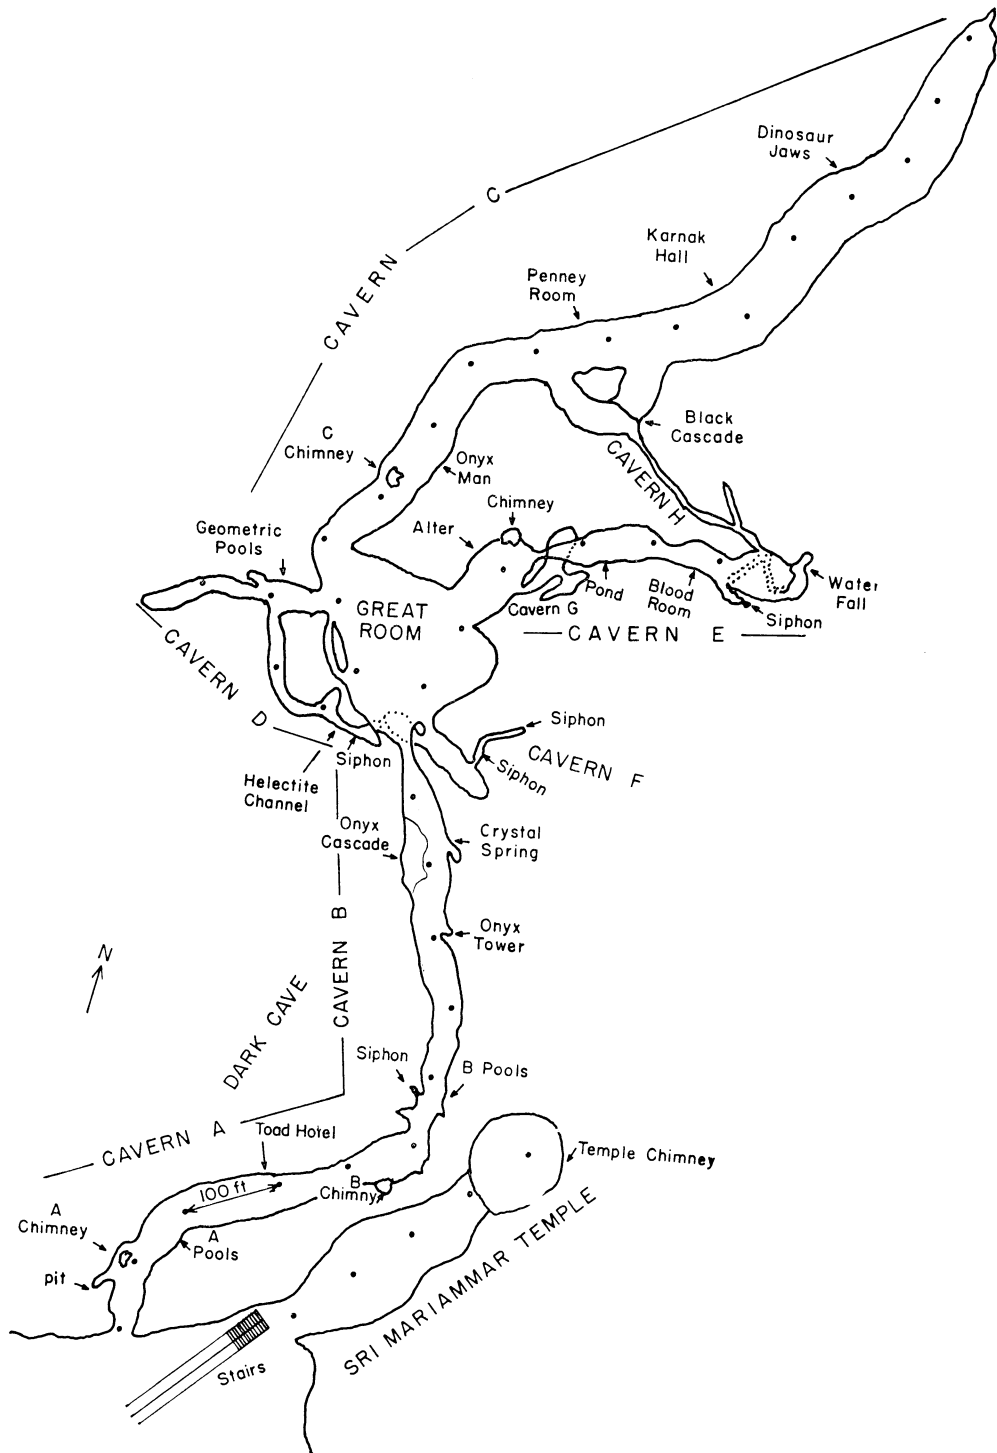 Dinosaur
Jaws
CAVERN C
Karnak
Hall
Penney
Room
C
Chimney
Onyx
Man
Black
Cascade
CAVERN H
Chimney
Alter
Geometric
Pools
GREAT
ROOM
Cavern G
Pond
Blood
Room
Water
Fall
Siphon
CAVERN E
CAVERN D
Siphon
Siphon
CAVERN F
Siphon
Helectite
Channel
Onyx
Cascade
Crystal
Spring
CAVERN B
Onyx
Tower
N
DARK CAVE
Siphon
B Pools
CAVERN A
Toad Hotel
Temple Chimney
100 ft
B
Chimny
A
Chimney
A
Pools
pit
SRI MARIAMMAR TEMPLE
Stairs